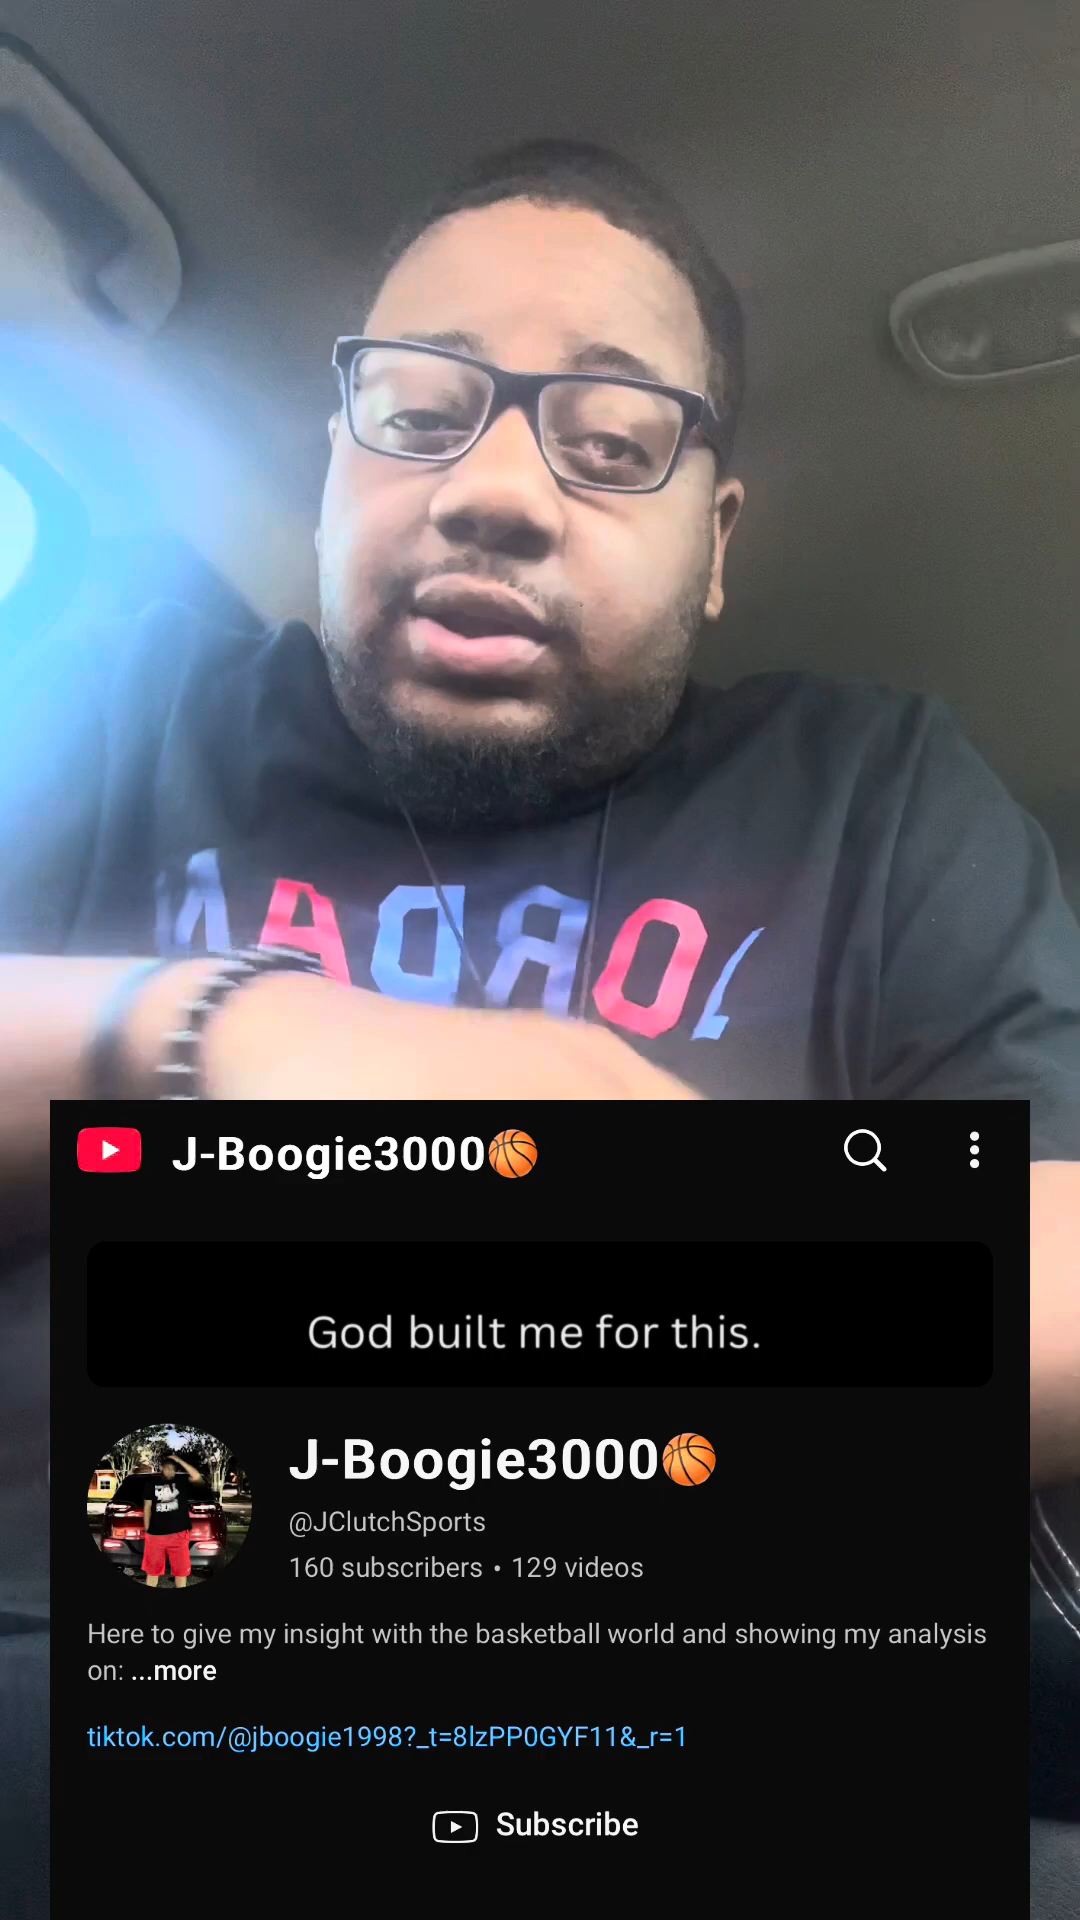 JORDAN
J-Boogie3000🏀
God built me for this.
J-Boogie3000🏀
@JClutchSports
160 subscribers • 129 videos
Here to give my insight with the basketball world and showing my analysis
on: ...more
tiktok.com/@jboogie1998?_t=8lzPP0GYF11&_r=1
Subscribe